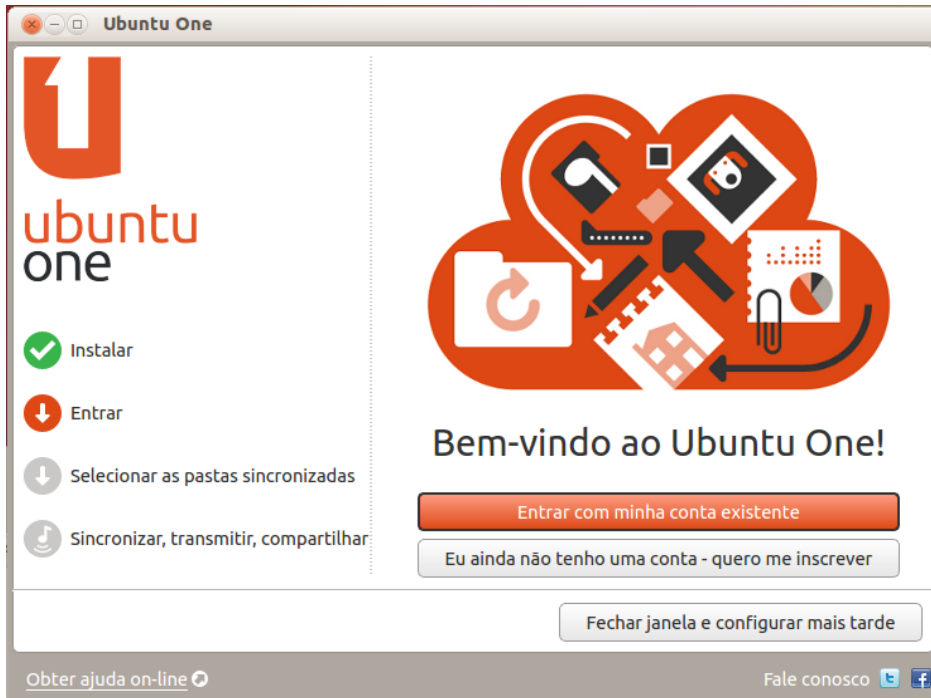 Ubuntu One
ubuntu
one
Instalar
Entrar
Selecionar as pastas sincronizadas
Sincronizar, transmitir, compartilhar
Bem-vindo ao Ubuntu One!
Entrar com minha conta existente
Eu ainda não tenho uma conta - quero me inscrever
Fechar janela e configurar mais tarde
Obter ajuda on-line
Fale conosco